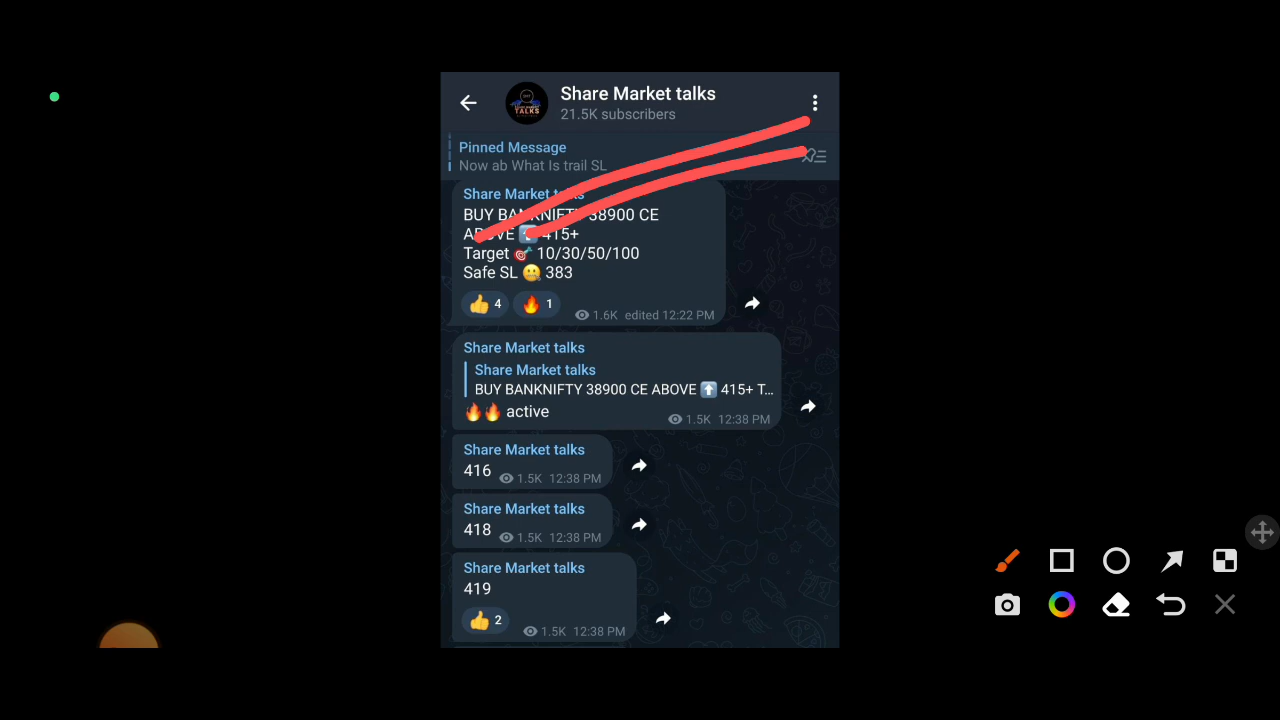 Share Market talks
21.5K subscribers
Pinned Message
Now ab What Is trail SL
Share Market talks
BUY BANKNIFTY 38900 CE
ABOVE ⬆️ 415+
Target 🎯 10/30/50/100
Safe SL 🤐 383
👍 4 🔥 1
1.6K edited 12:22 PM
Share Market talks
Share Market talks
BUY BANKNIFTY 38900 CE ABOVE ⬆️ 415+ T...
🔥🔥 active
1.5K 12:38 PM
Share Market talks
416
1.5K 12:38 PM
Share Market talks
418
1.5K 12:38 PM
Share Market talks
419
👍 2
1.5K 12:38 PM